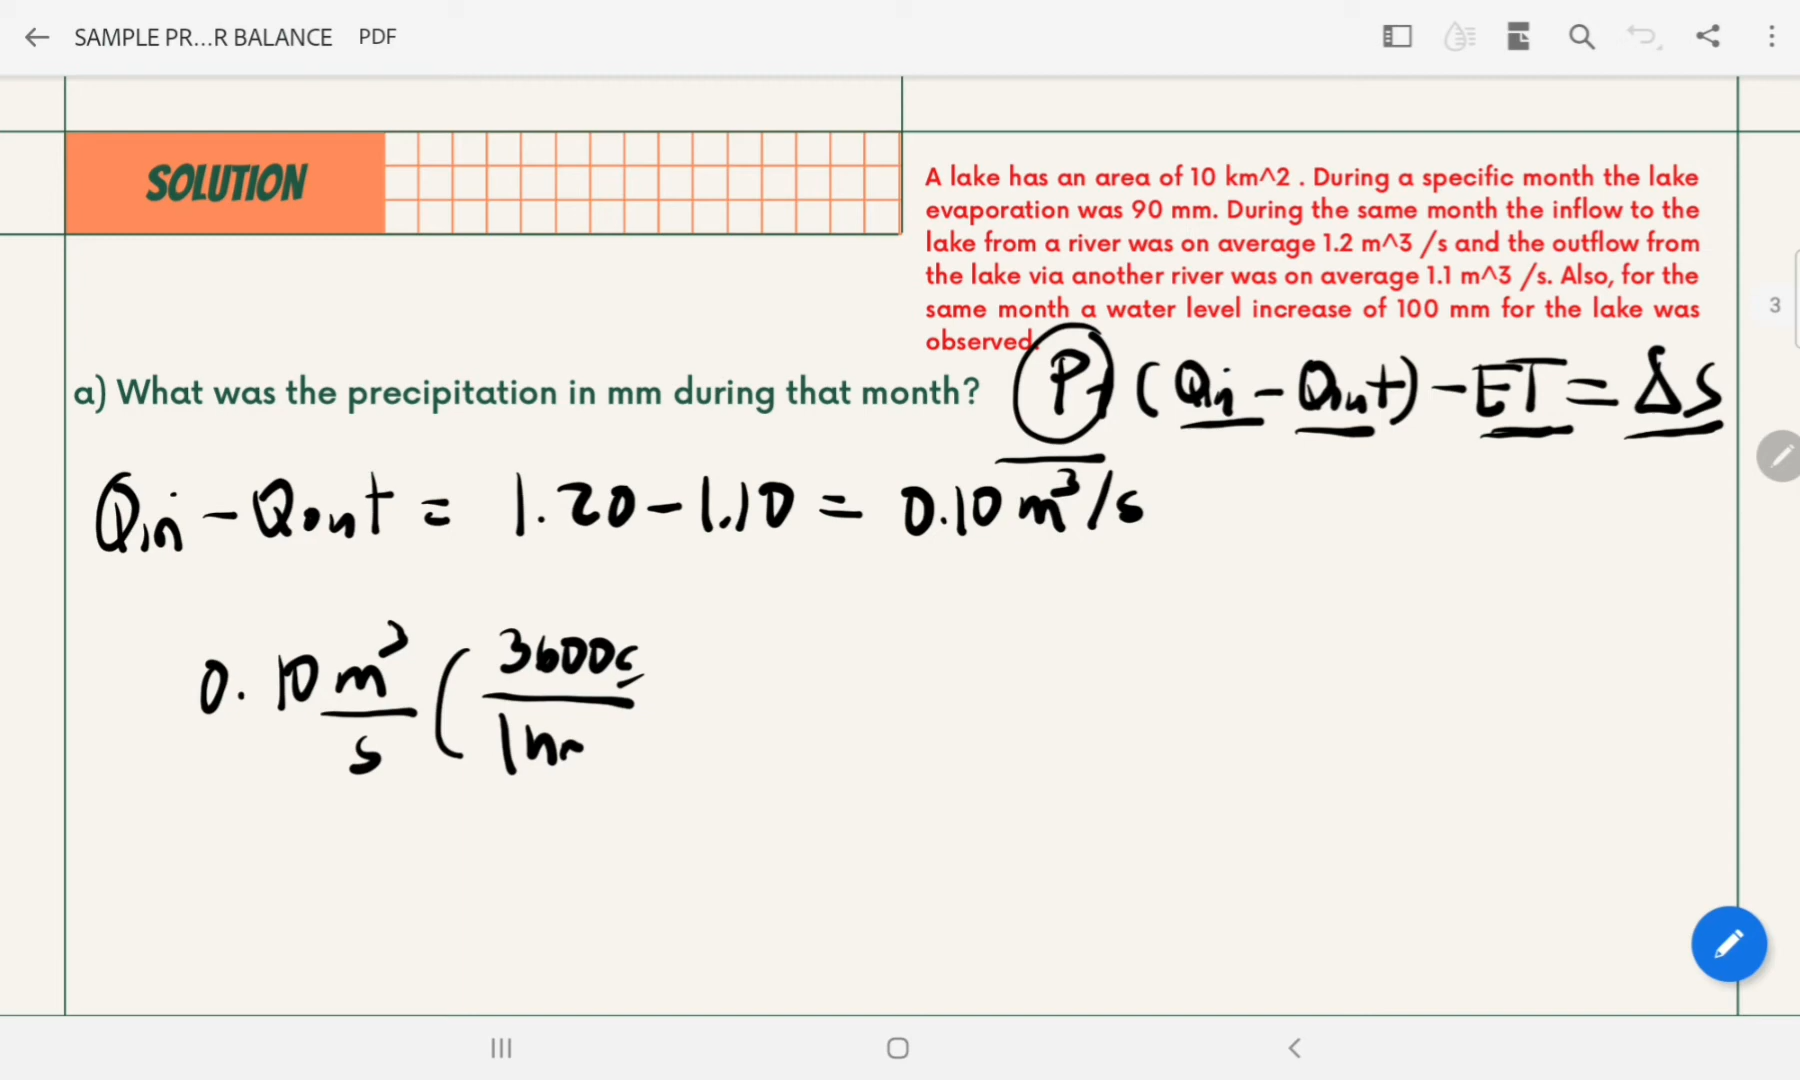 SAMPLE PR...R BALANCE PDF
SOLUTION
A lake has an area of 10 km^2 . During a specific month the lake
evaporation was 90 mm. During the same month the inflow to the
lake from a river was on average 1.2 m^3 /s and the outflow from
the lake via another river was on average 1.1 m^3 /s. Also, for the
same month a water level increase of 100 mm for the lake was
observed.
3
a) What was the precipitation in mm during that month?
P + (Qin - Qout) - ET = ΔS
Qin - Qout = 1.20 - 1.10 = 0.10 m³/s
0.10 m³/s ( 3600s / 1hr